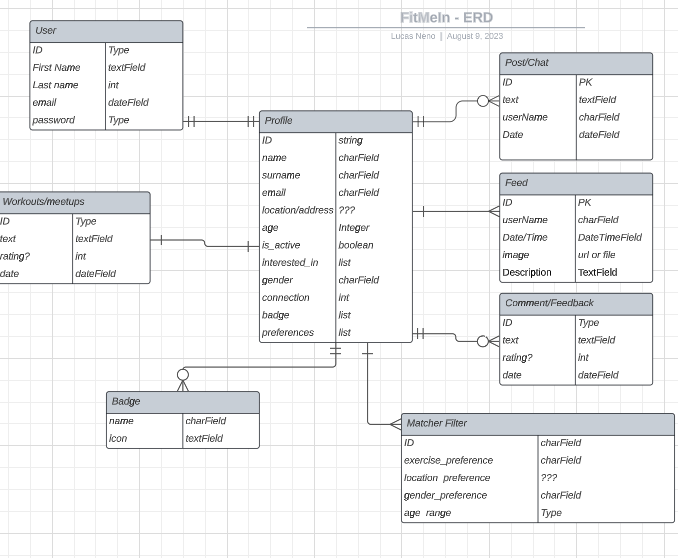 FitMeIn - ERD
Lucas Neno | August 9, 2023
User
ID Type
First Name textField
Last name int
email dateField
password Type
Workouts/meetups
ID Type
text textField
rating? int
date dateField
Profile
ID string
name charField
surname charField
email charField
location/address ???
age Integer
is_active boolean
interested_in list
gender charField
connection int
badge list
preferences list
Post/Chat
ID PK
text textField
userName charField
Date dateField
Feed
ID PK
userName charField
Date/Time DateTimeField
image url or file
Description TextField
Comment/Feedback
ID Type
text textField
rating? int
date dateField
Badge
name charField
icon textField
Matcher Filter
ID charField
exercise_preference charField
location preference ???
gender_preference charField
age range Type